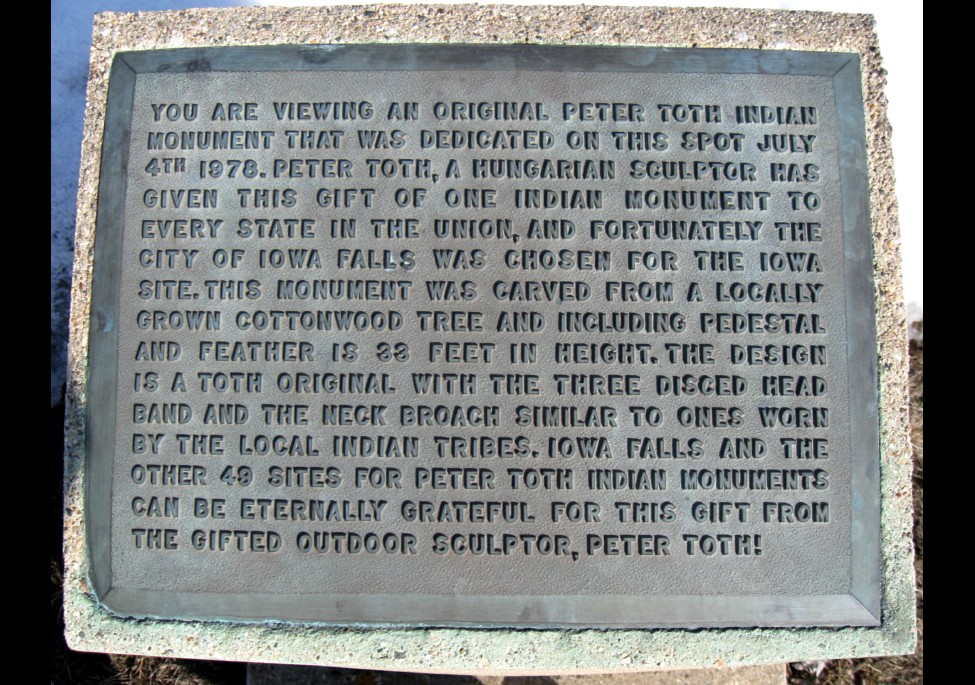 YOU ARE VIEWING AN ORIGINAL PETER TOTH INDIAN
MONUMENT THAT WAS DEDICATED ON THIS SPOT JULY
4TH 1978. PETER TOTH, A HUNGARIAN SCULPTOR HAS
GIVEN THIS GIFT OF ONE INDIAN MONUMENT TO
EVERY STATE IN THE UNION, AND FORTUNATELY THE
CITY OF IOWA FALLS WAS CHOSEN FOR THE IOWA
SITE. THIS MONUMENT WAS CARVED FROM A LOCALLY
GROWN COTTONWOOD TREE AND INCLUDING PEDESTAL
AND FEATHER IS 33 FEET IN HEIGHT. THE DESIGN
IS A TOTH ORIGINAL WITH THE THREE DISCED HEAD
BAND AND THE NECK BROACH SIMILAR TO ONES WORN
BY THE LOCAL INDIAN TRIBES. IOWA FALLS AND THE
OTHER 49 SITES FOR PETER TOTH INDIAN MONUMENTS
CAN BE ETERNALLY GRATEFUL FOR THIS GIFT FROM
THE GIFTED OUTDOOR SCULPTOR, PETER TOTH!